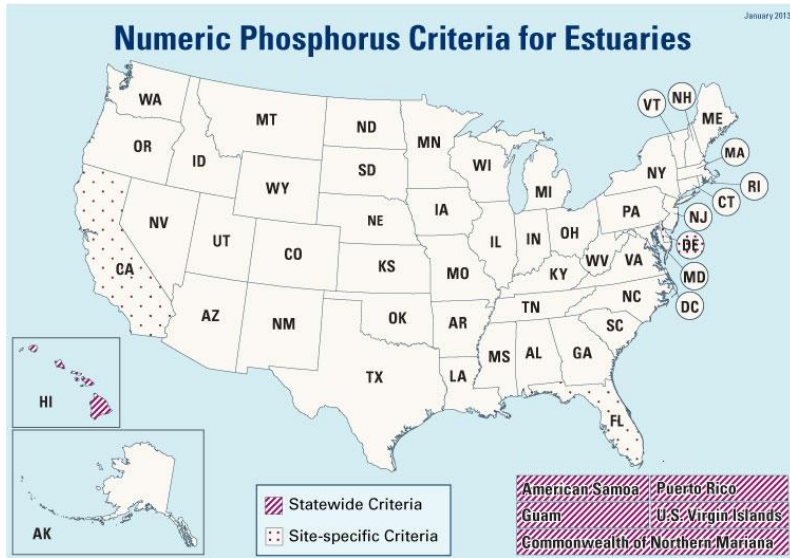 January 2013
Numeric Phosphorus Criteria for Estuaries
WA
MT
ND
MN
VT
NH
ME
OR
ID
SD
WI
MI
NY
MA
RI
CT
WY
NV
NE
IA
PA
NJ
UT
CO
IL
IN
OH
DE
CA
KS
MO
KY
WV
VA
MD
DC
AZ
NM
OK
AR
TN
NC
SC
TX
LA
MS
AL
GA
FL
HI
AK
Statewide Criteria
Site-specific Criteria
American Samoa
Puerto Rico
Guam
U.S. Virgin Islands
Commonwealth of Northern Mariana